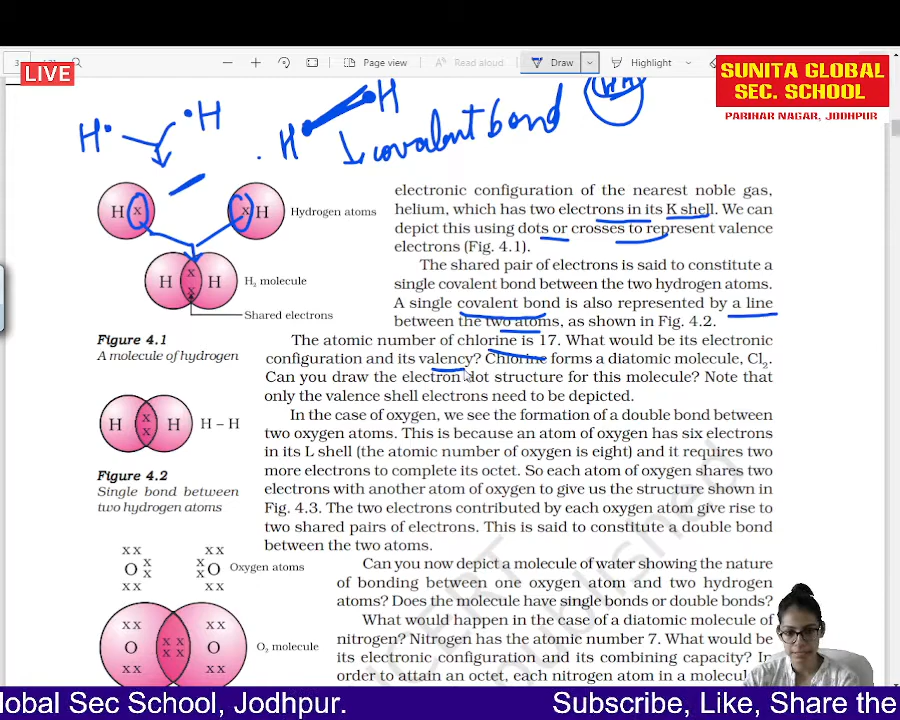 Page view
Read aloud
Draw
Highlight
LIVE
SUNITA GLOBAL
SEC. SCHOOL
PARIHAR NAGAR, JODHPUR
H
H
H
H
covalent bond
H x
x H
Hydrogen atoms
H x x H
H₂ molecule
Shared electrons
Figure 4.1
A molecule of hydrogen
H x x H
H – H
Figure 4.2
Single bond between
two hydrogen atoms
electronic configuration of the nearest noble gas,
helium, which has two electrons in its K shell. We can
depict this using dots or crosses to represent valence
electrons (Fig. 4.1).
The shared pair of electrons is said to constitute a
single covalent bond between the two hydrogen atoms.
A single covalent bond is also represented by a line
between the two atoms, as shown in Fig. 4.2.
The atomic number of chlorine is 17. What would be its electronic
configuration and its valency? Chlorine forms a diatomic molecule, Cl₂.
Can you draw the electron dot structure for this molecule? Note that
only the valence shell electrons need to be depicted.
In the case of oxygen, we see the formation of a double bond between
two oxygen atoms. This is because an atom of oxygen has six electrons
in its L shell (the atomic number of oxygen is eight) and it requires two
more electrons to complete its octet. So each atom of oxygen shares two
electrons with another atom of oxygen to give us the structure shown in
Fig. 4.3. The two electrons contributed by each oxygen atom give rise to
two shared pairs of electrons. This is said to constitute a double bond
between the two atoms.
x x x x
O x x x x O
x x x x
Oxygen atoms
x x x x
O x x x x O
x x x x
O₂ molecule
Can you now depict a molecule of water showing the nature
of bonding between one oxygen atom and two hydrogen
atoms? Does the molecule have single bonds or double bonds?
What would happen in the case of a diatomic molecule of
nitrogen? Nitrogen has the atomic number 7. What would be
its electronic configuration and its combining capacity? In
order to attain an octet, each nitrogen atom in a
published
lobal Sec School, Jodhpur.
Subscribe, Like, Share the